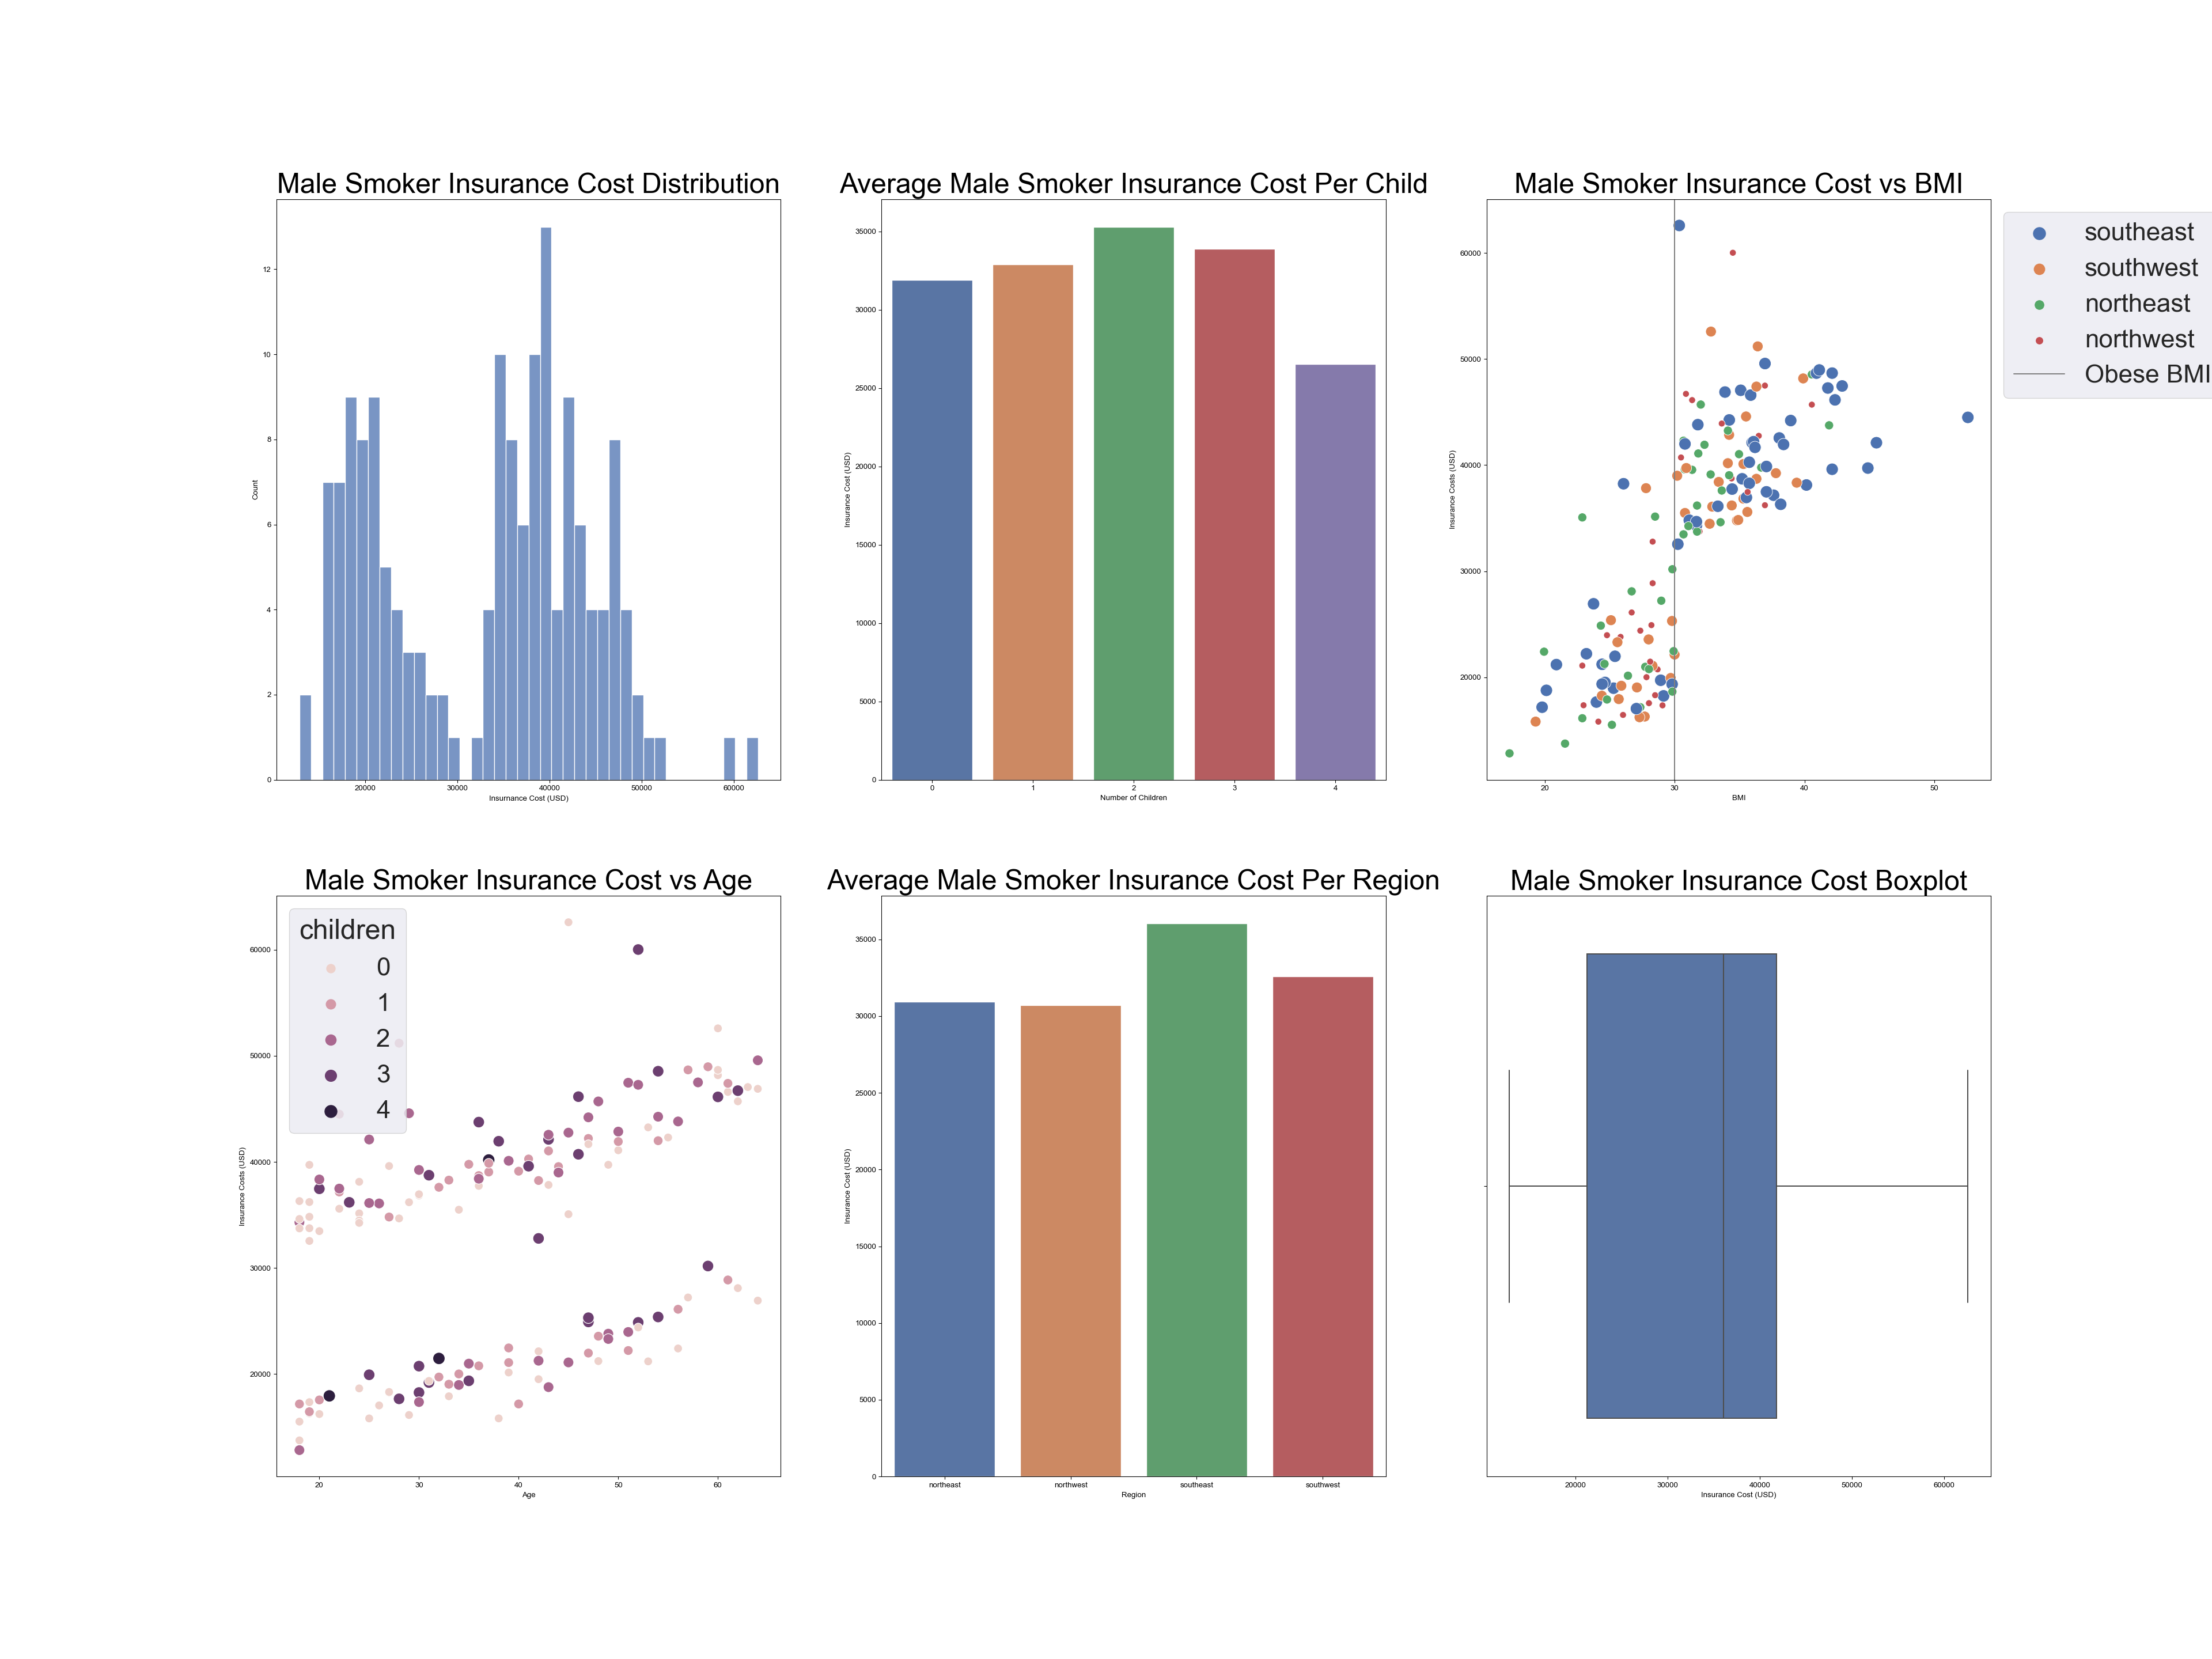 Male Smoker Insurance Cost Distribution
12
10
8
6
4
2
0
Count
20000 30000 40000 50000 60000
Insurnance Cost (USD)
Average Male Smoker Insurance Cost Per Child
35000
30000
25000
20000
15000
10000
5000
0
Insurance Cost (USD)
0 1 2 3 4
Number of Children
Male Smoker Insurance Cost vs BMI
60000
50000
40000
30000
20000
Insurance Costs (USD)
20 30 40 50
BMI
southeast
southwest
northeast
northwest
Obese BMI
Male Smoker Insurance Cost vs Age
children
0
1
2
3
4
60000
50000
40000
30000
20000
Insurance Costs (USD)
20 30 40 50 60
Age
Average Male Smoker Insurance Cost Per Region
35000
30000
25000
20000
15000
10000
5000
0
Insurance Cost (USD)
northeast northwest southeast southwest
Region
Male Smoker Insurance Cost Boxplot
20000 30000 40000 50000 60000
Insurance Cost (USD)